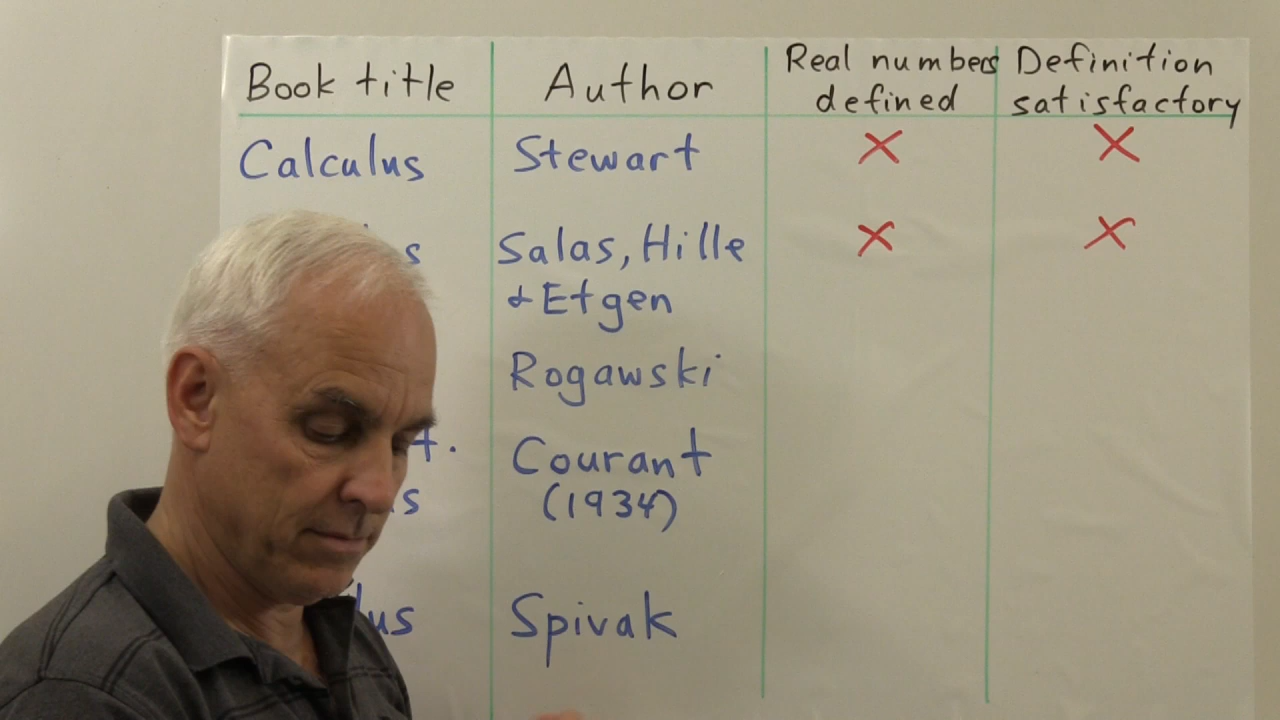 Book title
Author
Real numbers
defined
Definition
satisfactory
Calculus
Stewart
Salas, Hille
& Etgen
Rogawski
Courant
(1934)
Spivak